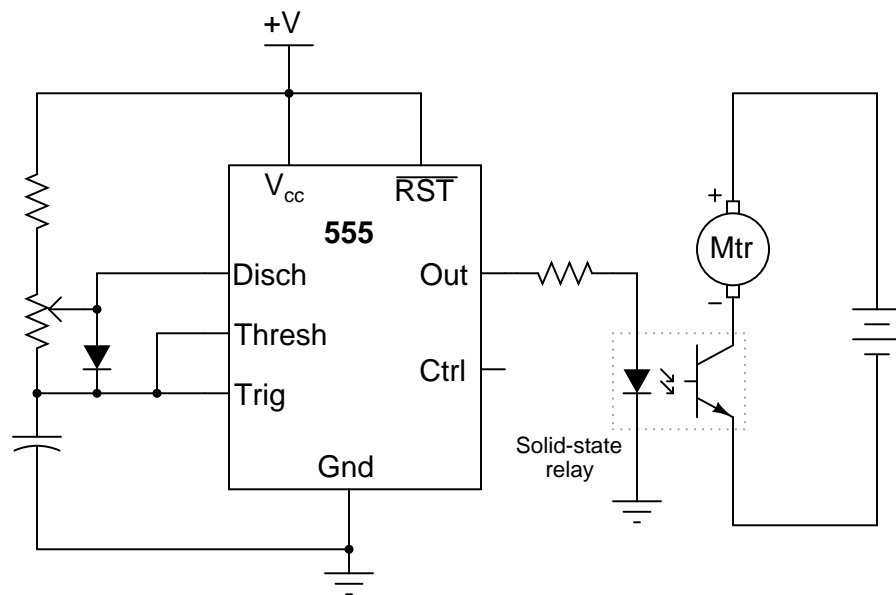 +V
Vcc
RST
555
Disch
Out
Thresh
Trig
Ctrl
Gnd
+
Mtr
−
Solid-state
relay